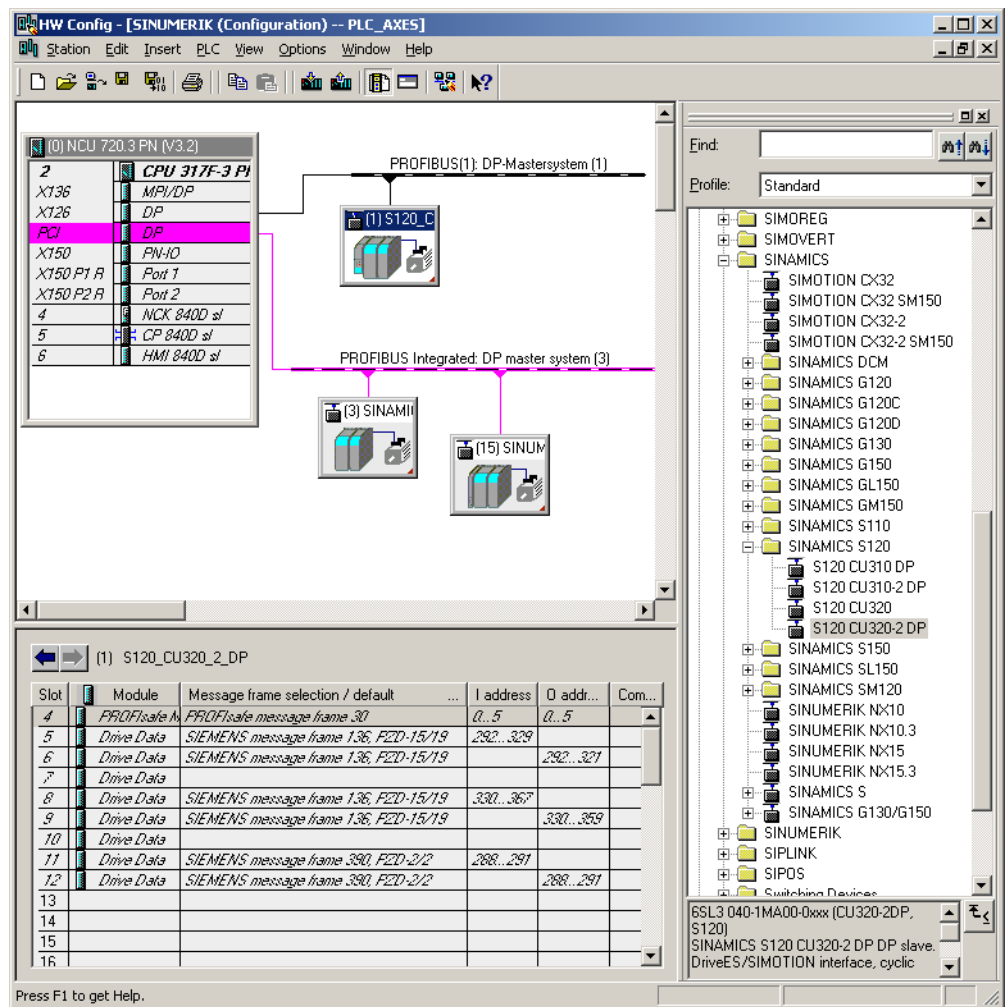 HW Config - [SINUMERIK (Configuration) -- PLC_AXES]
Station Edit Insert PLC View Options Window Help
(0) NCU 720.3 PN (V3.2)
2 CPU 317F-3 PN
X136 MPI/DP
X126 DP
PCI DP
X150 PN-IO
X150 P1 R Port 1
X150 P2 R Port 2
4 NCK 840D sl
5 CP 840D sl
6 HMI 840D sl
PROFIBUS(1): DP-Mastersystem (1)
(1) S120_C
PROFIBUS Integrated: DP master system (3)
(3) SINAMI
(15) SINUM
Find:
Profile: Standard
SIMOREG
SIMOVERT
SINAMICS
SIMOTION CX32
SIMOTION CX32 SM150
SIMOTION CX32-2
SIMOTION CX32-2 SM150
SINAMICS DCM
SINAMICS G120
SINAMICS G120C
SINAMICS G120D
SINAMICS G130
SINAMICS G150
SINAMICS GL150
SINAMICS GM150
SINAMICS S110
SINAMICS S120
S120 CU310 DP
S120 CU310-2 DP
S120 CU320
S120 CU320-2 DP
SINAMICS S150
SINAMICS SL150
SINAMICS SM120
SINUMERIK NX10
SINUMERIK NX10.3
SINUMERIK NX15
SINUMERIK NX15.3
SINAMICS S
SINAMICS G130/G150
SINUMERIK
SIPLINK
SIPOS
Switching Devices
6SL3 040-1MA00-0xxx (CU320-2DP,
S120)
SINAMICS S120 CU320-2 DP DP slave.
DriveES/SIMOTION interface, cyclic
(1) S120_CU320_2_DP
Slot Module Message frame selection / default ... I address O addr... Com...
4 PROFIsafe M PROFIsafe message frame 30 0...5 0...5
5 Drive Data SIEMENS message frame 136, PZD-15/19 292...329
6 Drive Data SIEMENS message frame 136, PZD-15/19 292...321
7 Drive Data
8 Drive Data SIEMENS message frame 136, PZD-15/19 330...367
9 Drive Data SIEMENS message frame 136, PZD-15/19 330...359
10 Drive Data
11 Drive Data SIEMENS message frame 390, PZD-2/2 288...291
12 Drive Data SIEMENS message frame 390, PZD-2/2 288...291
13
14
15
16
Press F1 to get Help.